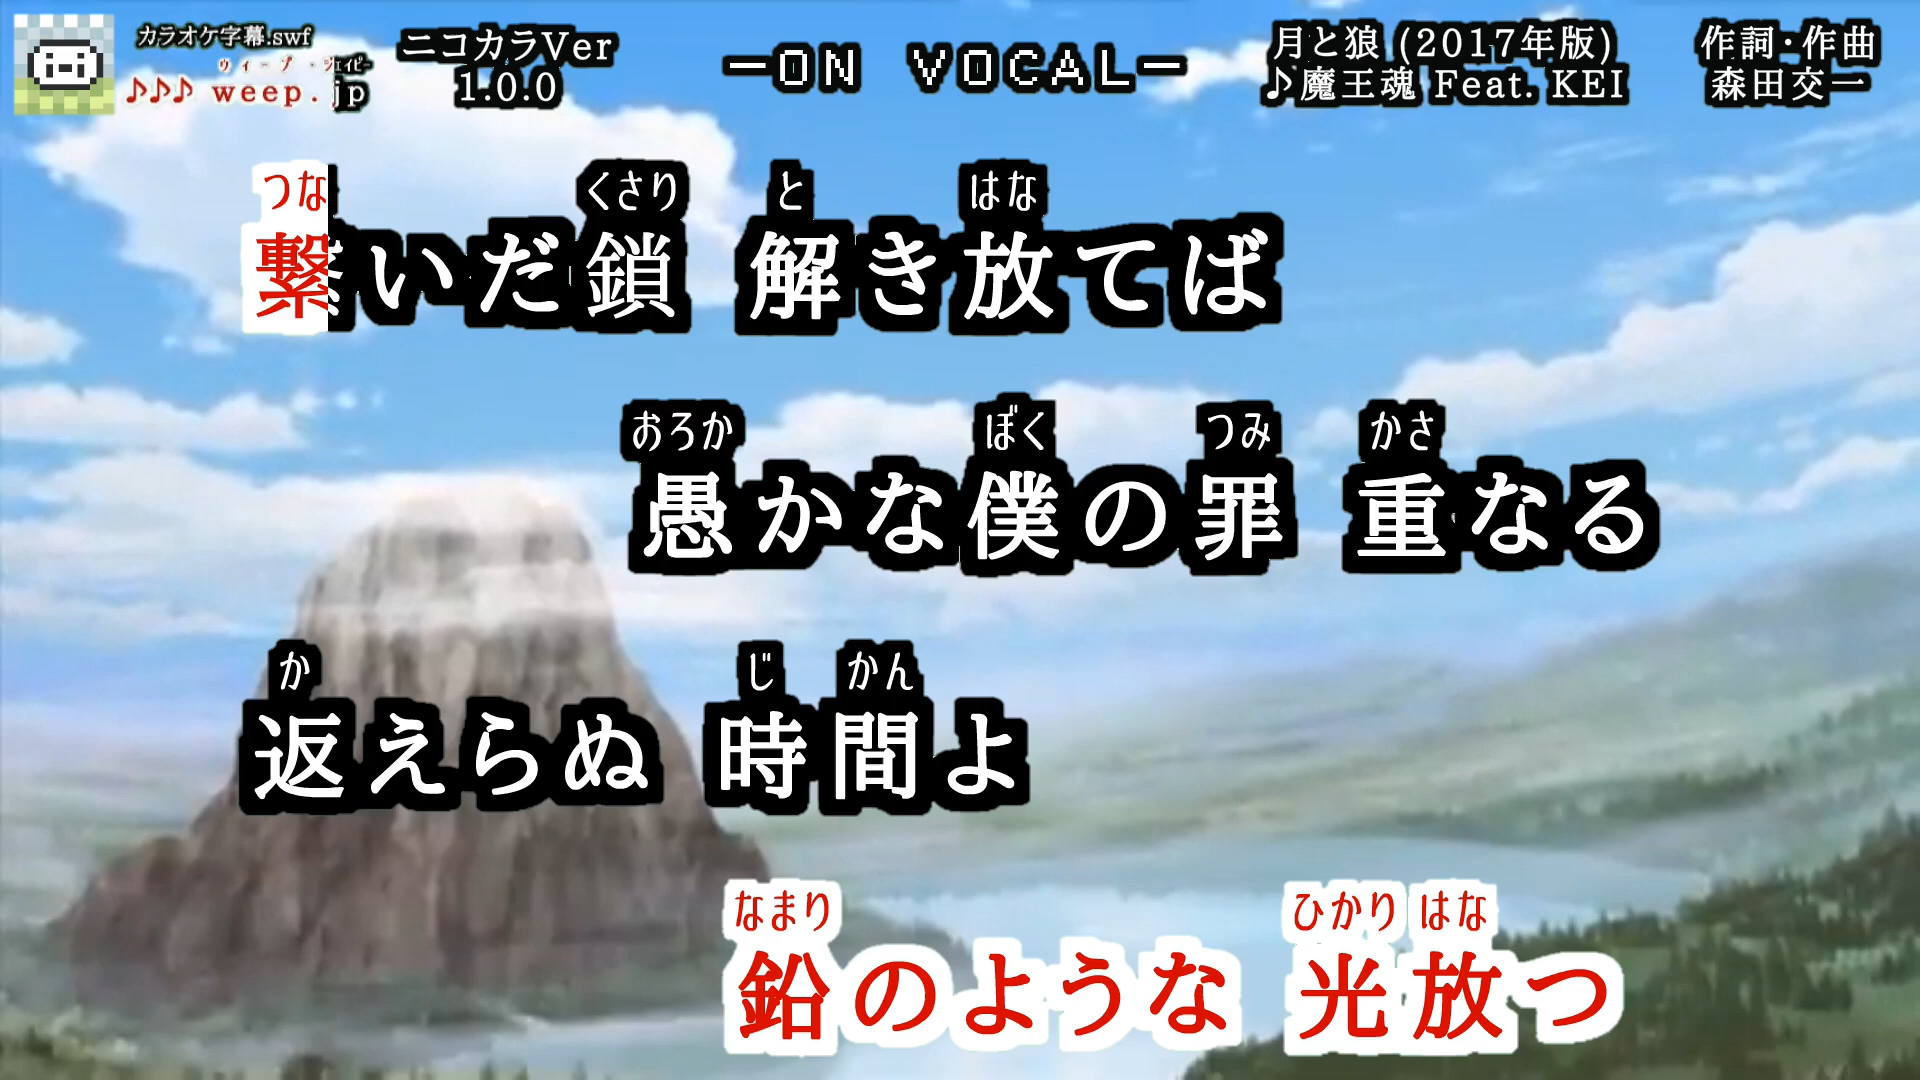 カラオケ字幕.swf
ウィープ・ジェイピー
♪♪♪ weep.jp
ニコカラVer
1.0.0
-ON VOCAL-
月と狼 (2017年版)
♪魔王魂 Feat. KEI
作詞・作曲
森田交一
つな くさり と はな
繋いだ鎖 解き放てば
おろか ぼく つみ かさ
愚かな僕の罪 重なる
か じ かん
返えらぬ 時間よ
なまり ひかり はな
鉛のような 光放つ